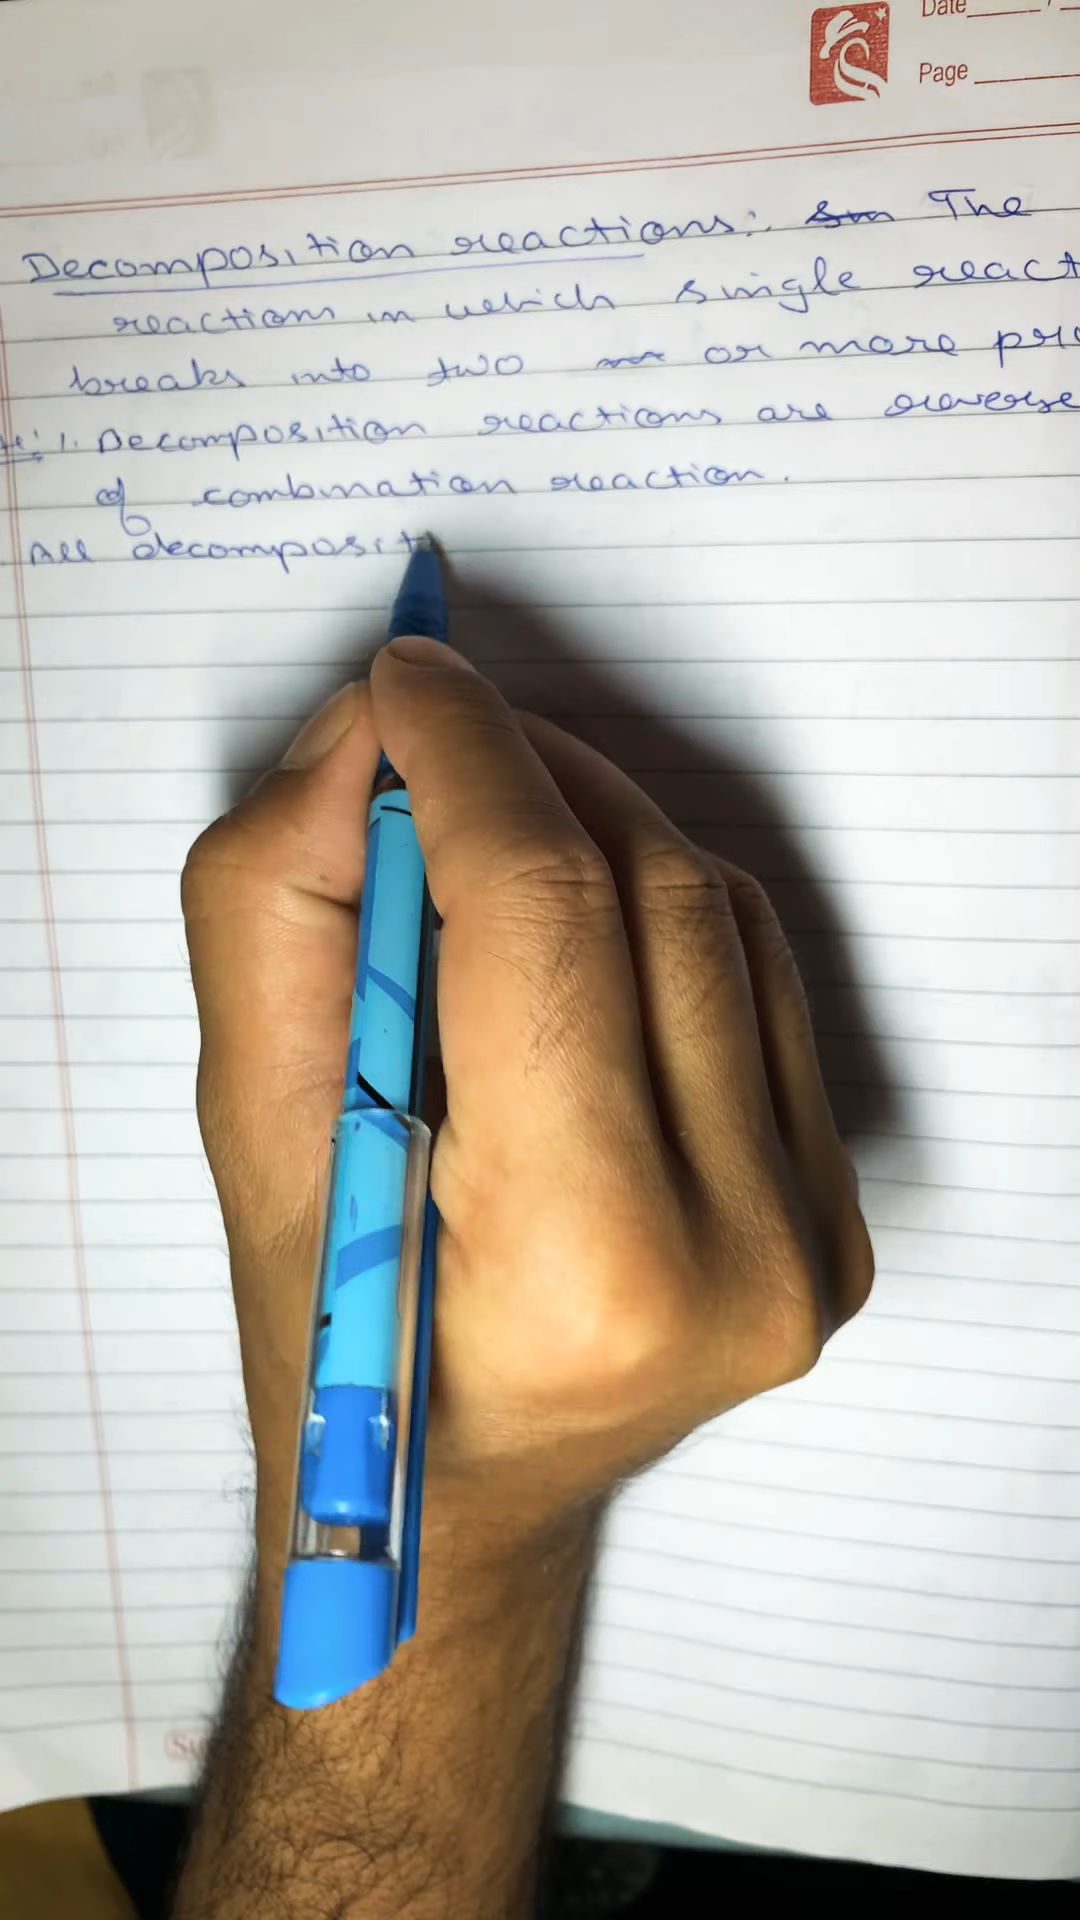 Date
Page
Decomposition reactions:. The
reactions in which single react
breaks into two or more pro
1. Decomposition reactions are reverse
of combination reaction.
All decomposit